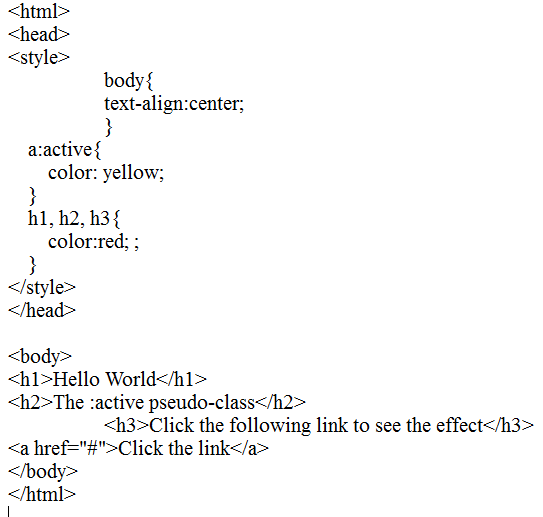 <html>
<head>
<style>
body{
text-align:center;
}
a:active{
color: yellow;
}
h1, h2, h3{
color:red; ;
}
</style>
</head>
<body>
<h1>Hello World</h1>
<h2>The :active pseudo-class</h2>
<h3>Click the following link to see the effect</h3>
<a href="#">Click the link</a>
</body>
</html>